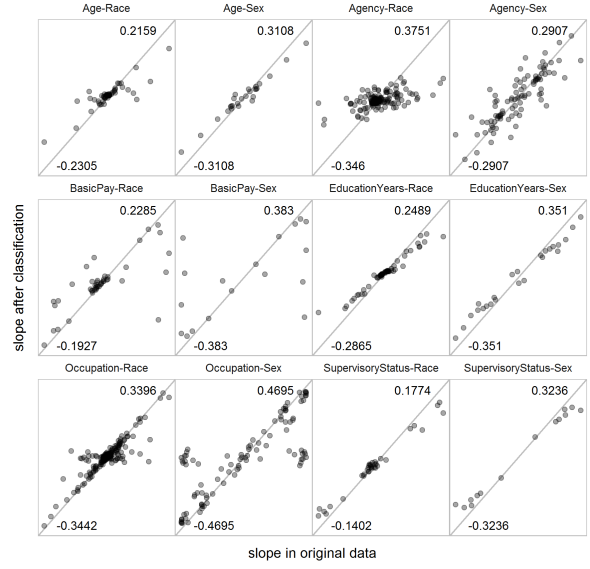 Age-Race Age-Sex Agency-Race Agency-Sex
0.2159 0.3108 0.3751 0.2907
-0.2305 -0.3108 -0.346 -0.2907
BasicPay-Race BasicPay-Sex EducationYears-Race EducationYears-Sex
0.2285 0.383 0.2489 0.351
-0.1927 -0.383 -0.2865 -0.351
Occupation-Race Occupation-Sex SupervisoryStatus-Race SupervisoryStatus-Sex
0.3396 0.4695 0.1774 0.3236
-0.3442 -0.4695 -0.1402 -0.3236
slope after classification
slope in original data